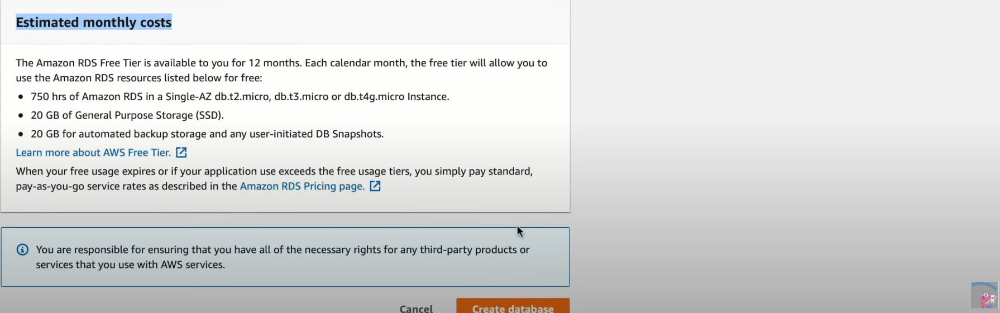 Estimated monthly costs
The Amazon RDS Free Tier is available to you for 12 months. Each calendar month, the free tier will allow you to
use the Amazon RDS resources listed below for free:
• 750 hrs of Amazon RDS in a Single-AZ db.t2.micro, db.t3.micro or db.t4g.micro Instance.
• 20 GB of General Purpose Storage (SSD).
• 20 GB for automated backup storage and any user-initiated DB Snapshots.
Learn more about AWS Free Tier.
When your free usage expires or if your application use exceeds the free usage tiers, you simply pay standard,
pay-as-you-go service rates as described in the Amazon RDS Pricing page.
You are responsible for ensuring that you have all of the necessary rights for any third-party products or
services that you use with AWS services.
Cancel Create database
SUBSCRIBE